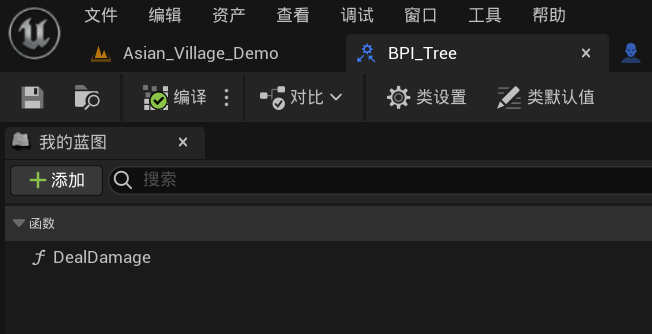 文件 编辑 资产 查看 调试 窗口 工具 帮助
Asian_Village_Demo BPI_Tree
编译 对比 类设置 类默认值
我的蓝图
添加 搜索
函数
DealDamage